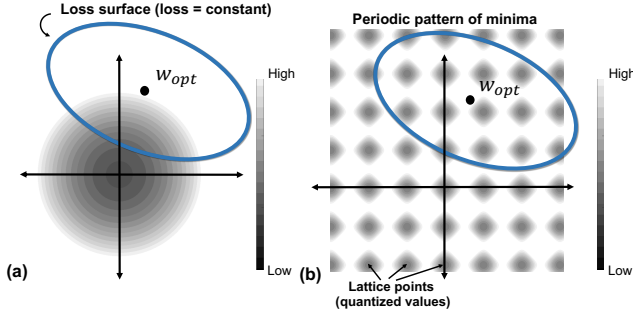 Loss surface (loss = constant)
High
w_opt
Low
(a)
Periodic pattern of minima
High
w_opt
Low
(b)
Lattice points
(quantized values)